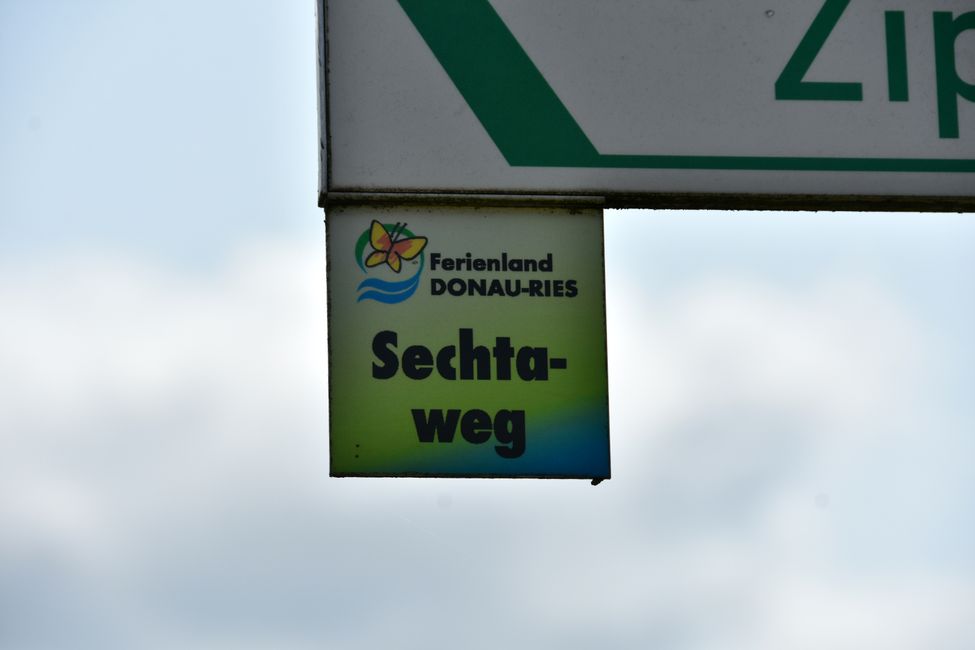 Zip
Ferienland
DONAU-RIES
Sechta-
weg